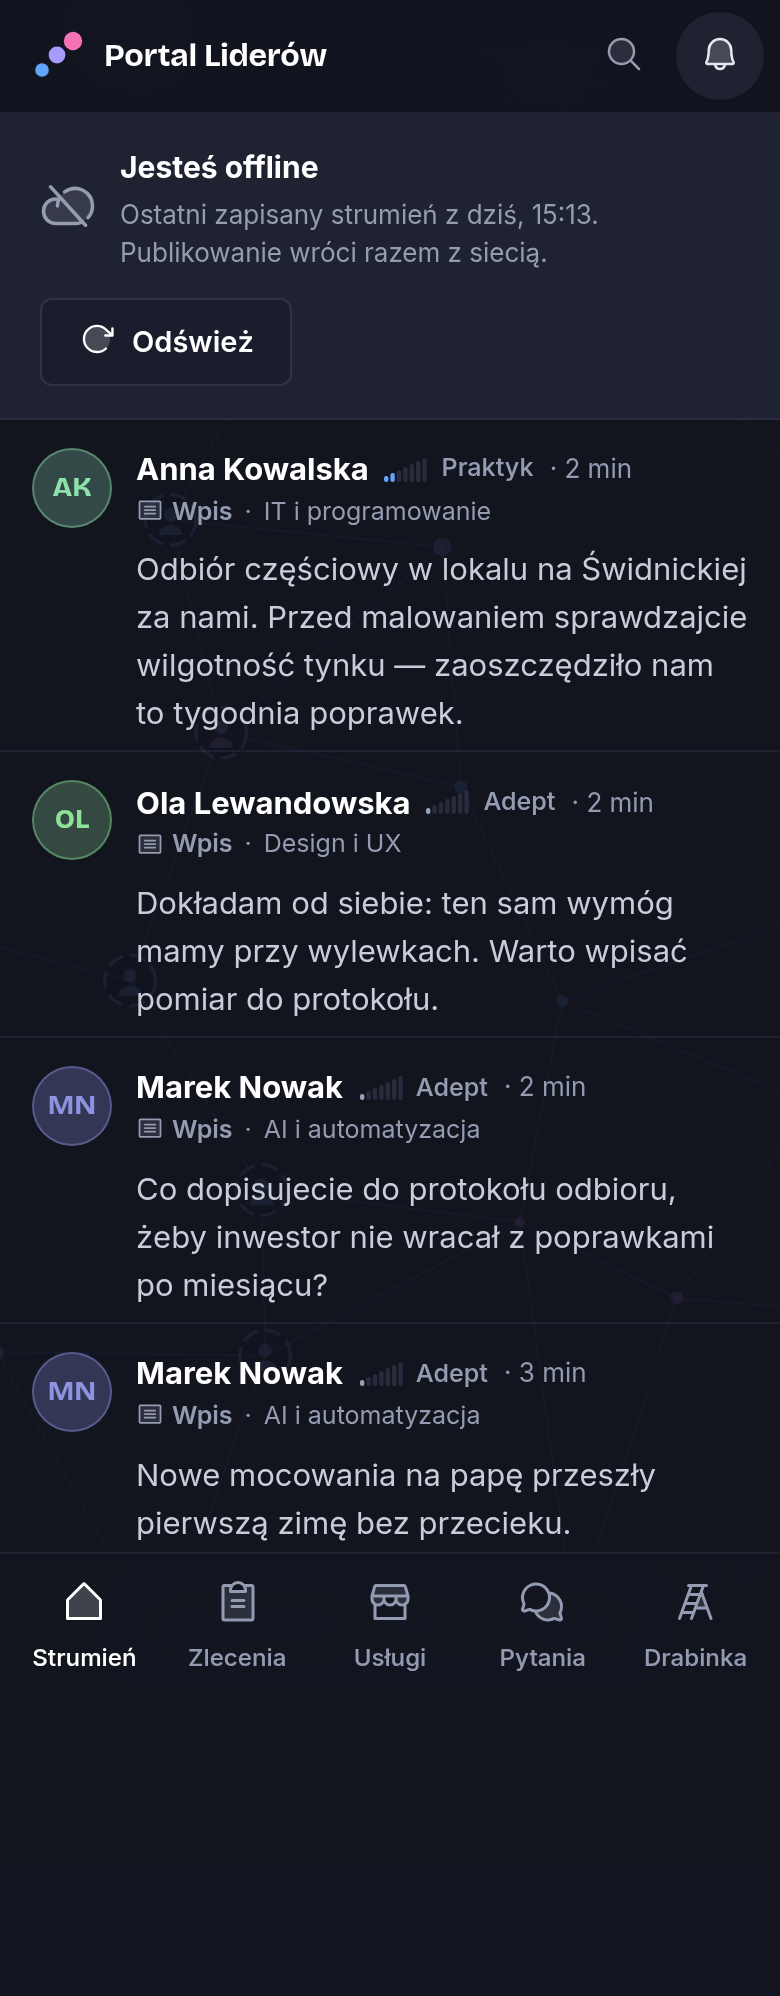 Portal Liderów
Jesteś offline
Ostatni zapisany strumień z dziś, 15:13.
Publikowanie wróci razem z siecią.
Odśwież
AK
Anna Kowalska Praktyk · 2 min
Wpis · IT i programowanie
Odbiór częściowy w lokalu na Świdnickiej
za nami. Przed malowaniem sprawdzajcie
wilgotność tynku — zaoszczędziło nam
to tygodnia poprawek.
OL
Ola Lewandowska Adept · 2 min
Wpis · Design i UX
Dokładam od siebie: ten sam wymóg
mamy przy wylewkach. Warto wpisać
pomiar do protokołu.
MN
Marek Nowak Adept · 2 min
Wpis · AI i automatyzacja
Co dopisujecie do protokołu odbioru,
żeby inwestor nie wracał z poprawkami
po miesiącu?
MN
Marek Nowak Adept · 3 min
Wpis · AI i automatyzacja
Nowe mocowania na papę przeszły
pierwszą zimę bez przecieku.
Strumień Zlecenia Usługi Pytania Drabinka